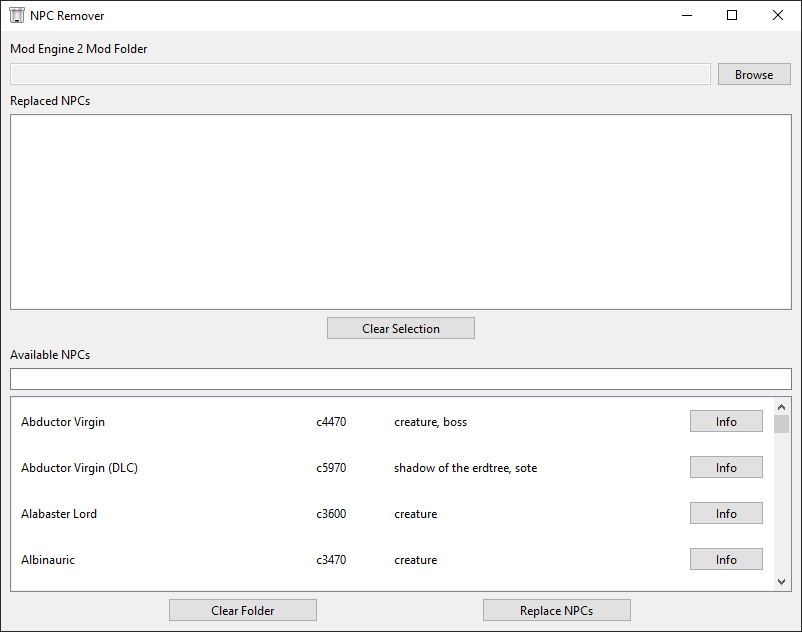 NPC Remover
Mod Engine 2 Mod Folder
Browse
Replaced NPCs
Clear Selection
Available NPCs
Abductor Virgin c4470 creature, boss Info
Abductor Virgin (DLC) c5970 shadow of the erdtree, sote Info
Alabaster Lord c3600 creature Info
Albinauric c3470 creature Info
Clear Folder Replace NPCs